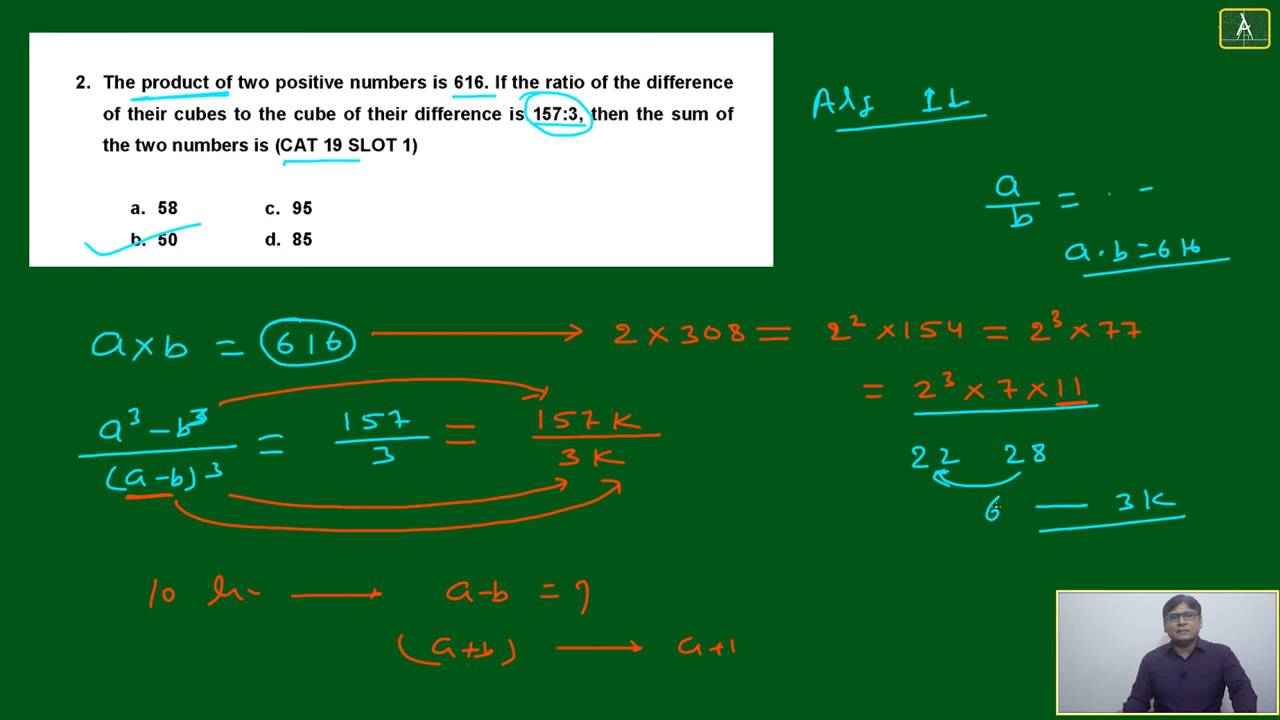 2. The product of two positive numbers is 616. If the ratio of the difference
of their cubes to the cube of their difference is 157:3, then the sum of
the two numbers is (CAT 19 SLOT 1)
a. 58 c. 95
b. 50 d. 85
a/b = . -
a·b=616
a×b = 616
2×308 = 2²×154 = 2³×77
= 2³×7×11
a³-b³/(a-b)³ = 157/3 = 157K/3K
22 28
6 — 3K
10 → a-b = ?
(a+b) → a+1